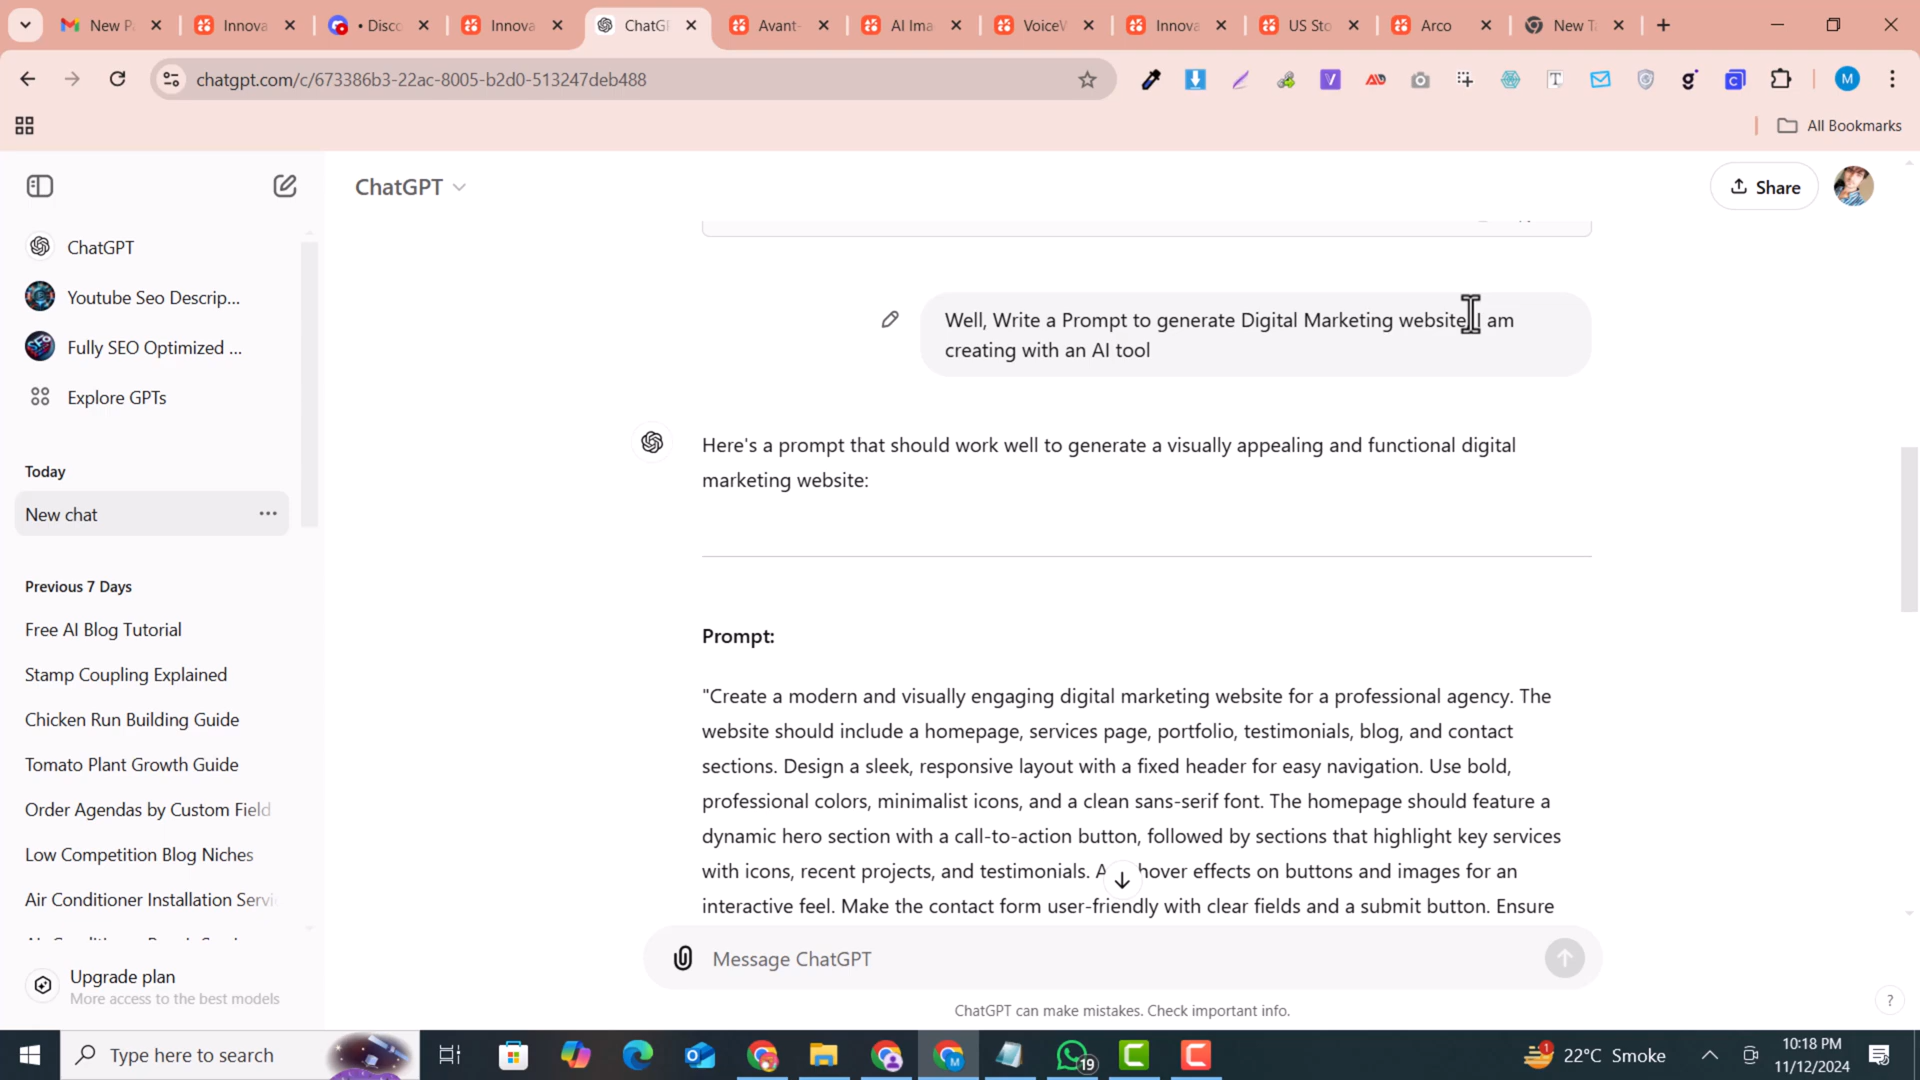 New P
Innova
• Disco
Innova
ChatG
Avant-
AI Ima
VoiceV
Innova
US Sto
Arco
New T
chatgpt.com/c/673386b3-22ac-8005-b2d0-513247deb488
M
All Bookmarks
ChatGPT
Share
ChatGPT
Youtube Seo Descrip...
Fully SEO Optimized ...
Explore GPTs
Today
New chat
Previous 7 Days
Free AI Blog Tutorial
Stamp Coupling Explained
Chicken Run Building Guide
Tomato Plant Growth Guide
Order Agendas by Custom Field
Low Competition Blog Niches
Air Conditioner Installation Servi
Upgrade plan
More access to the best models
Well, Write a Prompt to generate Digital Marketing website I am
creating with an AI tool
Here's a prompt that should work well to generate a visually appealing and functional digital
marketing website:
Prompt:
"Create a modern and visually engaging digital marketing website for a professional agency. The
website should include a homepage, services page, portfolio, testimonials, blog, and contact
sections. Design a sleek, responsive layout with a fixed header for easy navigation. Use bold,
professional colors, minimalist icons, and a clean sans-serif font. The homepage should feature a
dynamic hero section with a call-to-action button, followed by sections that highlight key services
with icons, recent projects, and testimonials. A hover effects on buttons and images for an
interactive feel. Make the contact form user-friendly with clear fields and a submit button. Ensure
Message ChatGPT
ChatGPT can make mistakes. Check important info.
?
Type here to search
19
1
22°C Smoke
10:18 PM
11/12/2024